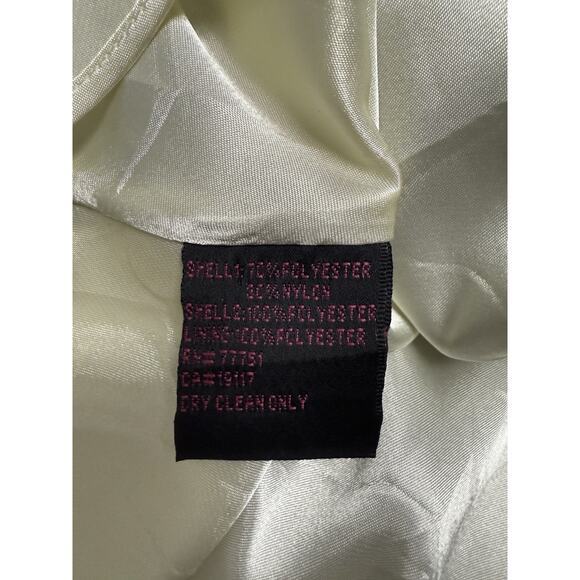 SHELL1:70%POLYESTER
30%NYLON
SHELL2:100%POLYESTER
LINING:100%POLYESTER
RN# 77751
CA#19117
DRY CLEAN ONLY